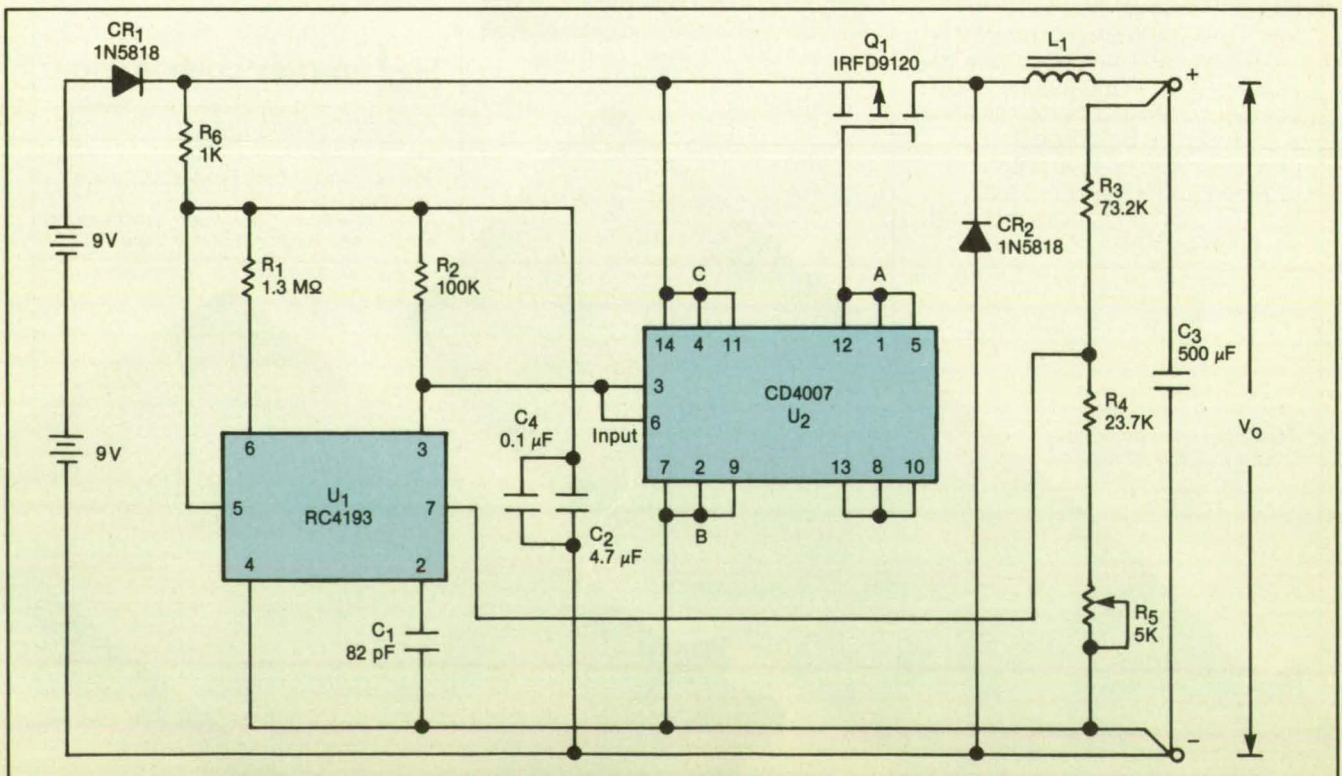 CR1
1N5818
R6
1K
9V
9V
R1
1.3 MΩ
R2
100K
6 3
5 U1 7
RC4193
4 2
C1
82 pF
C4
0.1 µF
C2
4.7 µF
Input
C A
14 4 11 12 1 5
3
CD4007
6 U2
7 2 9 13 8 10
B
Q1
IRFD9120
L1
+
CR2
1N5818
R3
73.2K
R4
23.7K
R5
5K
C3
500 µF
Vo
−